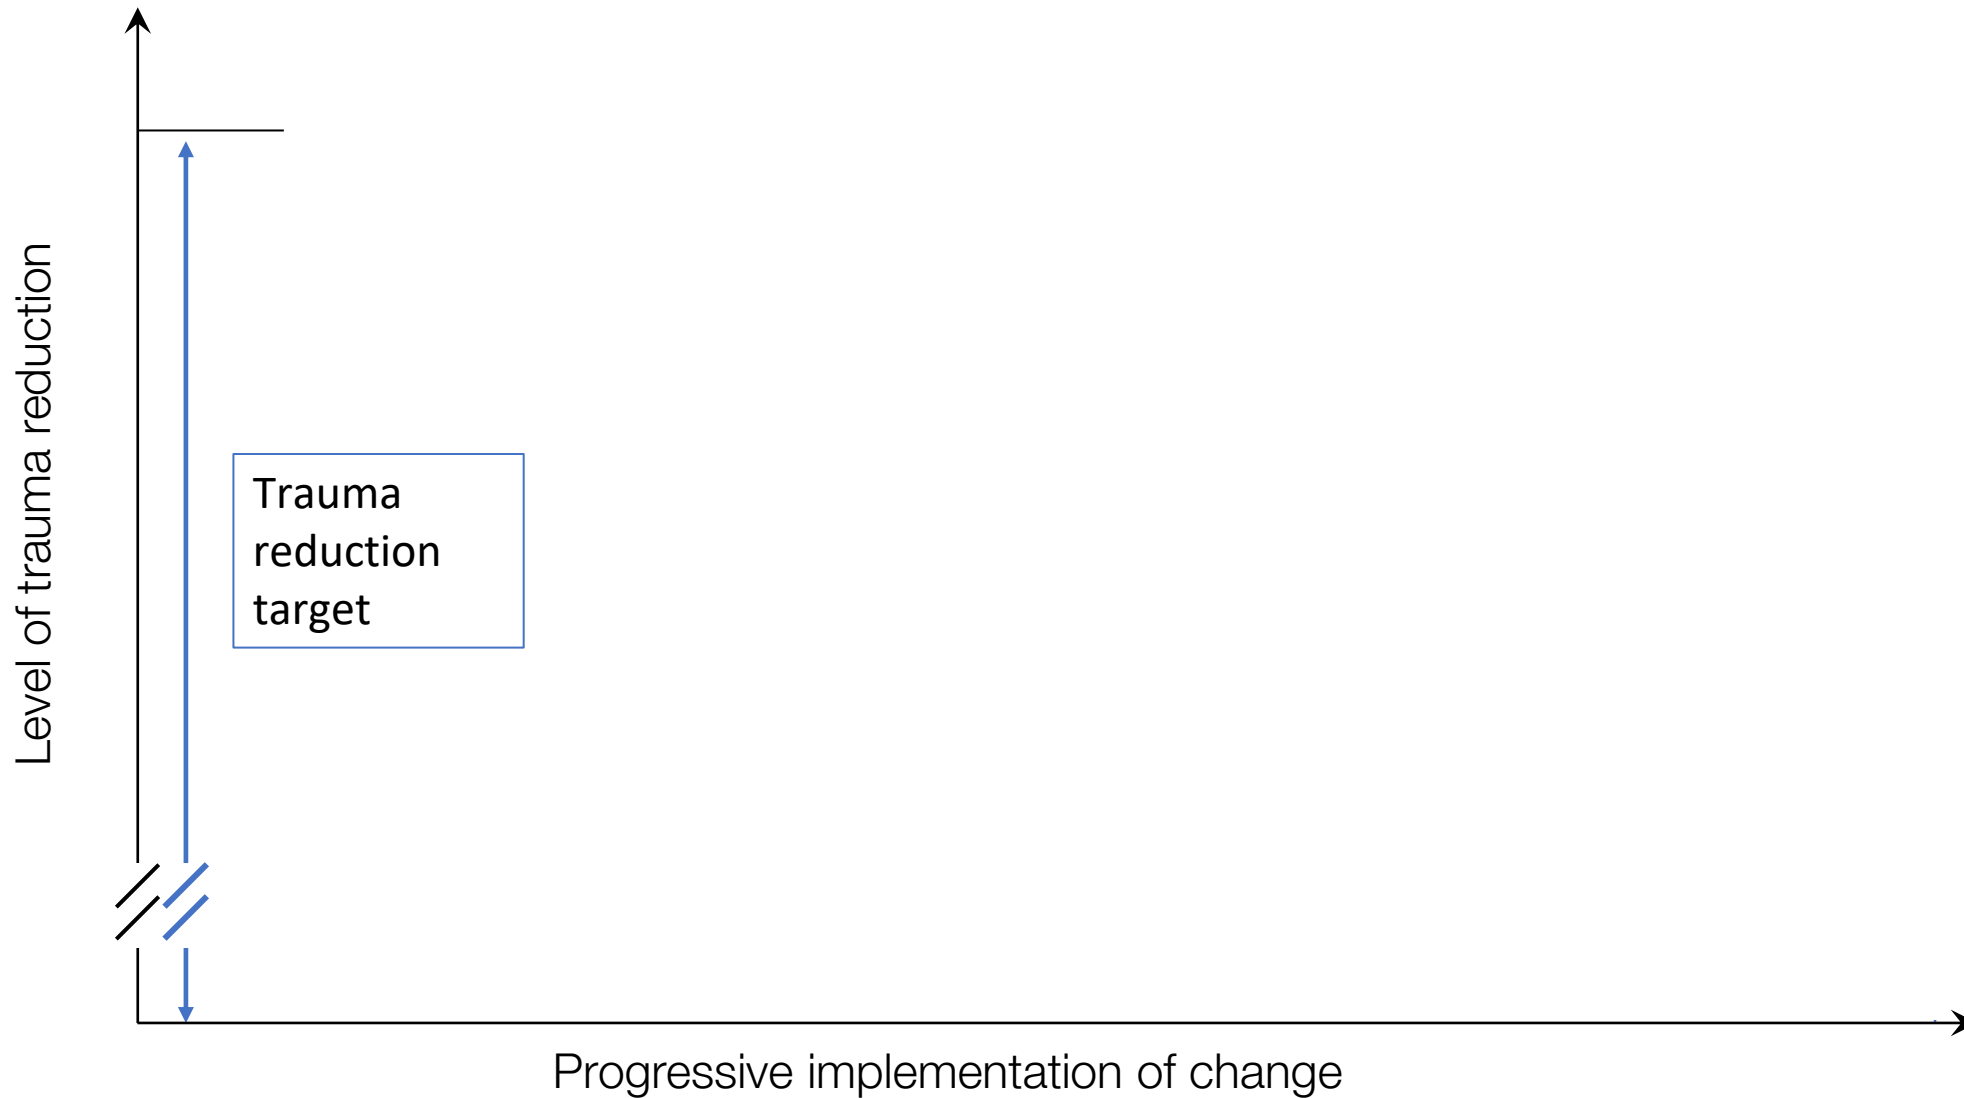 Level of trauma reduction
Trauma
reduction
target
Progressive implementation of change